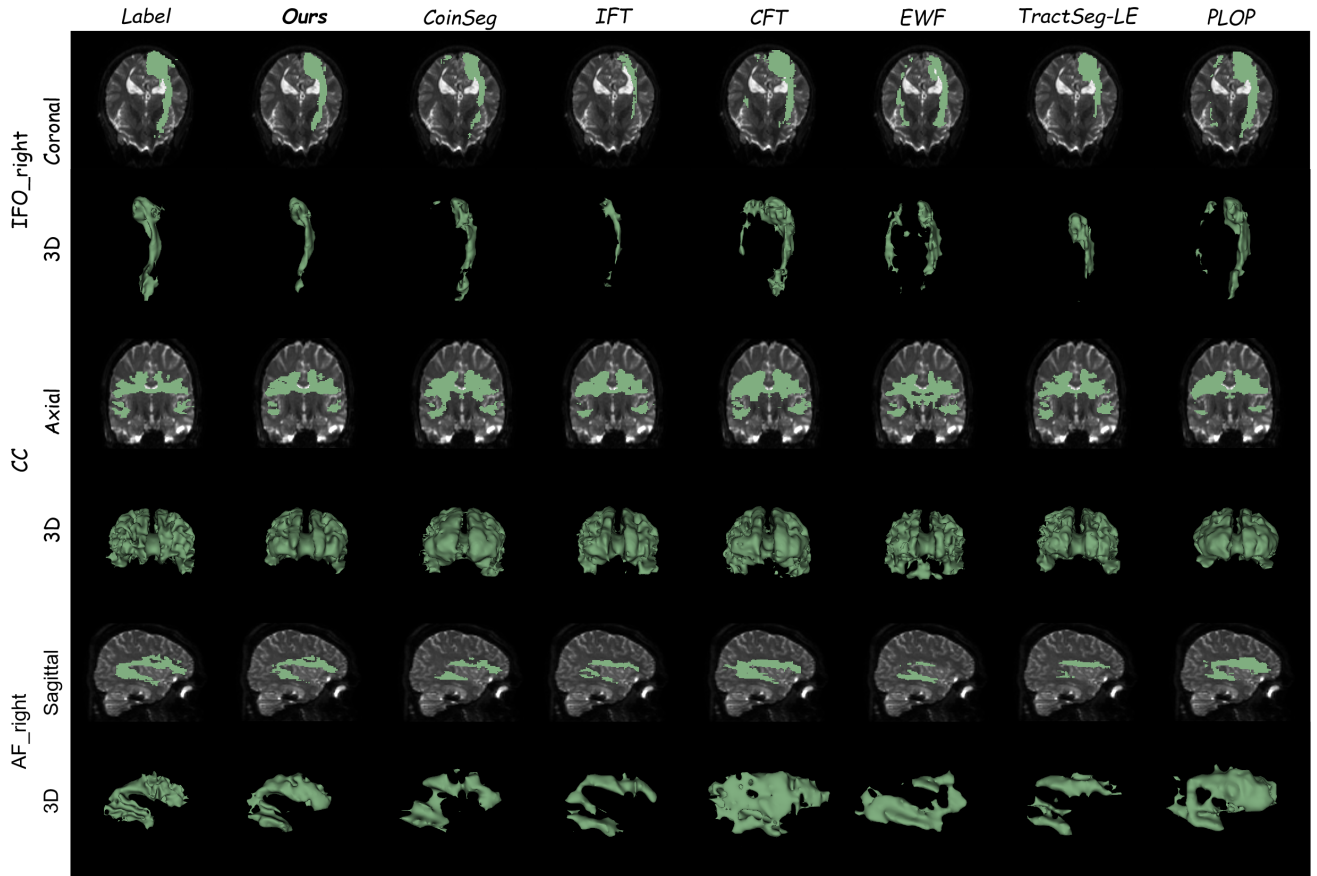 Label Ours CoinSeg IFT CFT EWF TractSeg-LE PLOP
IFO_right
Coronal
3D
CC
Axial
3D
AF_right
Sagittal
3D